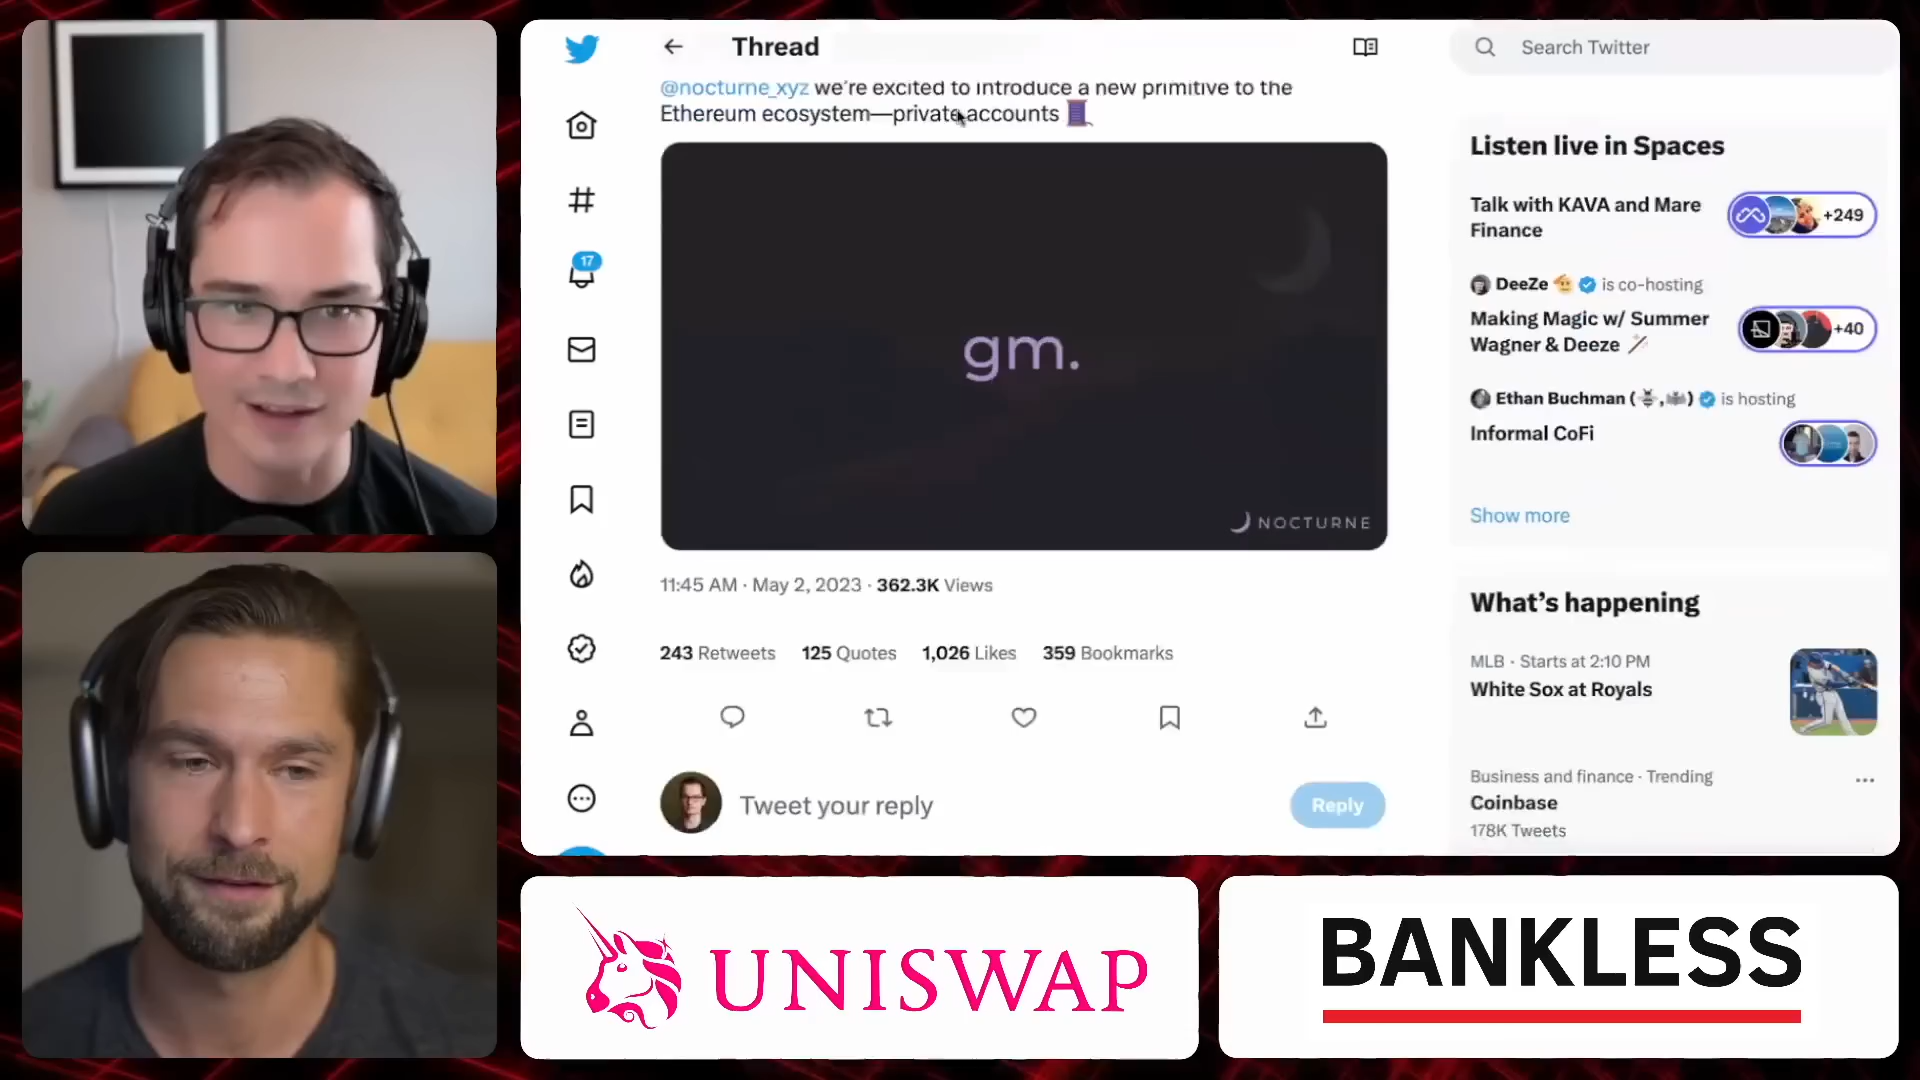 Thread
@nocturne_xyz we're excited to introduce a new primitive to the
Ethereum ecosystem—private accounts
gm.
NOCTURNE
11:45 AM · May 2, 2023 · 362.3K Views
243 Retweets 125 Quotes 1,026 Likes 359 Bookmarks
Tweet your reply
Reply
17
Search Twitter
Listen live in Spaces
Talk with KAVA and Mare
Finance
+249
DeeZe is co-hosting
Making Magic w/ Summer
Wagner & Deeze
+40
Ethan Buchman ( , ) is hosting
Informal CoFi
Show more
What's happening
MLB · Starts at 2:10 PM
White Sox at Royals
Business and finance · Trending
Coinbase
178K Tweets
UNISWAP
BANKLESS